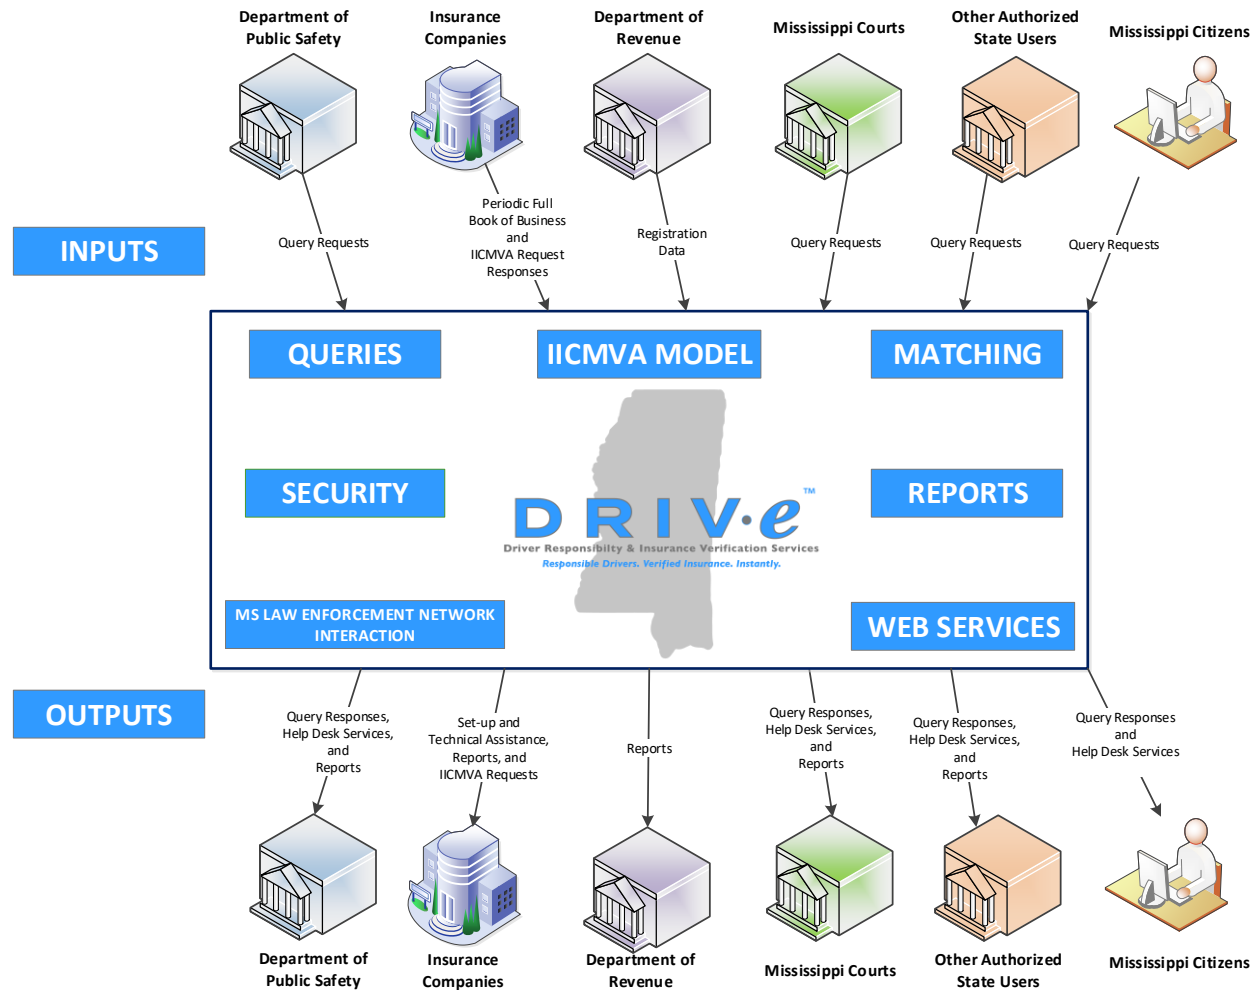 Department of
Public Safety
Insurance
Companies
Department of
Revenue
Mississippi Courts
Other Authorized
State Users
Mississippi Citizens
INPUTS
Query Requests
Periodic Full
Book of Business
and
IICMVA Request
Responses
Registration
Data
Query Requests
Query Requests
Query Requests
QUERIES
IICMVA MODEL
MATCHING
SECURITY
REPORTS
DRIV·e™
Driver Responsibilty & Insurance Verification Services
Responsible Drivers. Verified Insurance. Instantly.
MS LAW ENFORCEMENT NETWORK
INTERACTION
WEB SERVICES
OUTPUTS
Query Responses,
Help Desk Services,
and
Reports
Set-up and
Technical Assistance,
Reports, and
IICMVA Requests
Reports
Query Responses,
Help Desk Services,
and
Reports
Query Responses,
Help Desk Services,
and
Reports
Query Responses
and
Help Desk Services
Department of
Public Safety
Insurance
Companies
Department of
Revenue
Mississippi Courts
Other Authorized
State Users
Mississippi Citizens